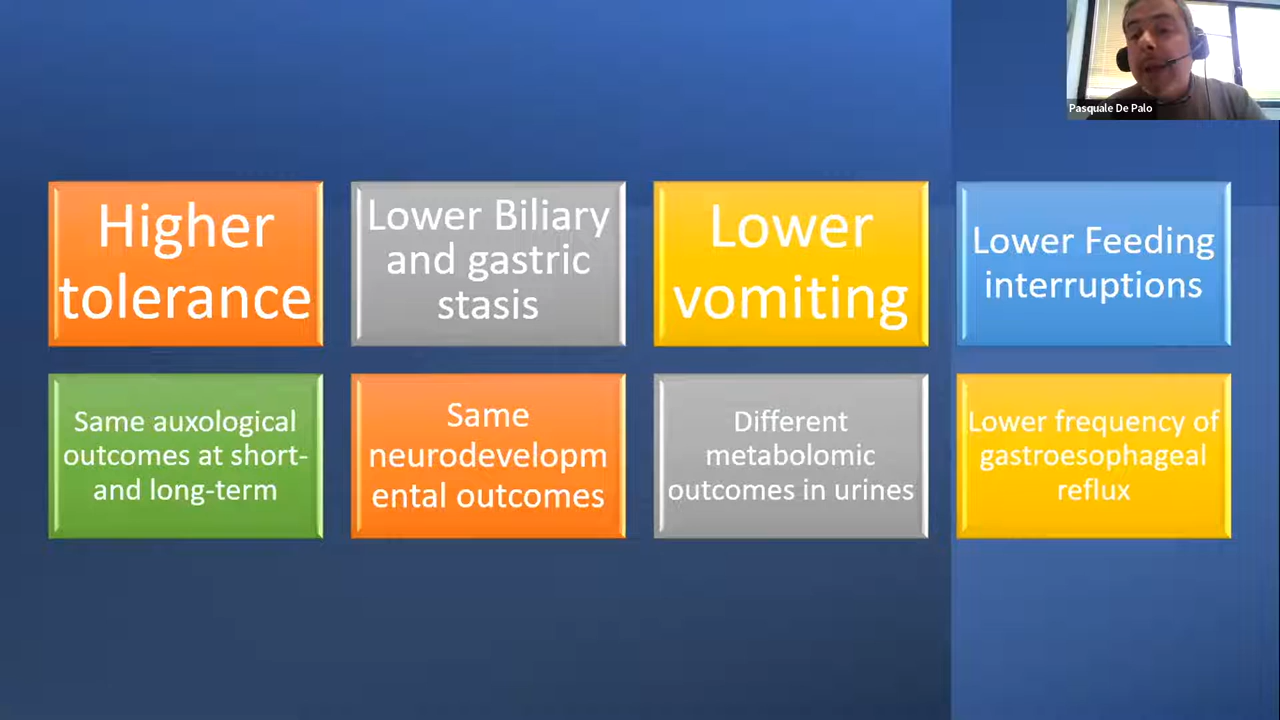 Pasquale De Palo
Higher
tolerance
Lower Biliary
and gastric
stasis
Lower
vomiting
Lower Feeding
interruptions
Same auxological
outcomes at short-
and long-term
Same
neurodevelopm
ental outcomes
Different
metabolomic
outcomes in urines
Lower frequency of
gastroesophageal
reflux